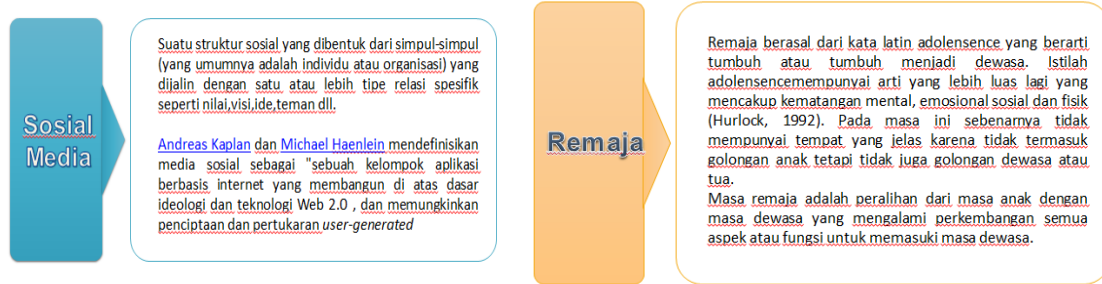 Sosial
Media
Suatu struktur sosial yang dibentuk dari simpul-simpul
(yang umumnya adalah individu atau organisasi) yang
dijalin dengan satu atau lebih tipe relasi spesifik
seperti nilai,visi,ide,teman dll.
Andreas Kaplan dan Michael Haenlein mendefinisikan
media sosial sebagai "sebuah kelompok aplikasi
berbasis internet yang membangun di atas dasar
ideologi dan teknologi Web 2.0 , dan memungkinkan
penciptaan dan pertukaran user-generated
Remaja
Remaja berasal dari kata latin adolensence yang berarti
tumbuh atau tumbuh menjadi dewasa. Istilah
adolensencemempunyai arti yang lebih luas lagi yang
mencakup kematangan mental, emosional sosial dan fisik
(Hurlock, 1992). Pada masa ini sebenarnya tidak
mempunyai tempat yang jelas karena tidak termasuk
golongan anak tetapi tidak juga golongan dewasa atau
tua.
Masa remaja adalah peralihan dari masa anak dengan
masa dewasa yang mengalami perkembangan semua
aspek atau fungsi untuk memasuki masa dewasa.